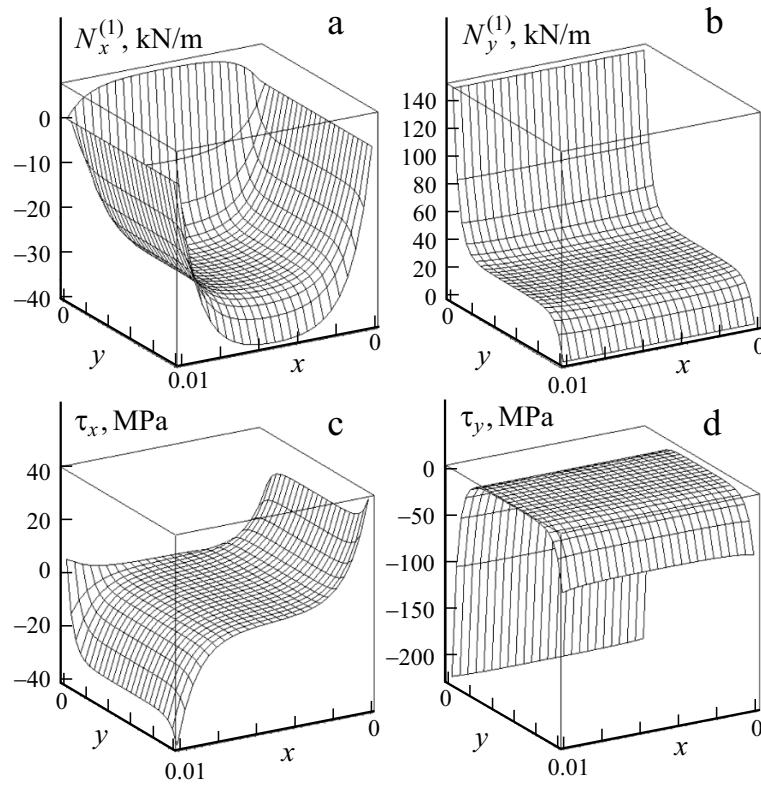 a
N_x^(1), kN/m
0
−10
−20
−30
−40
0
y
0.01
x
0
b
N_y^(1), kN/m
140
120
100
80
60
40
20
0
0
y
0.01
x
0
c
τ_x, MPa
40
20
0
−20
−40
0
y
0.01
x
0
d
τ_y, MPa
0
−50
−100
−150
−200
0
y
0.01
x
0